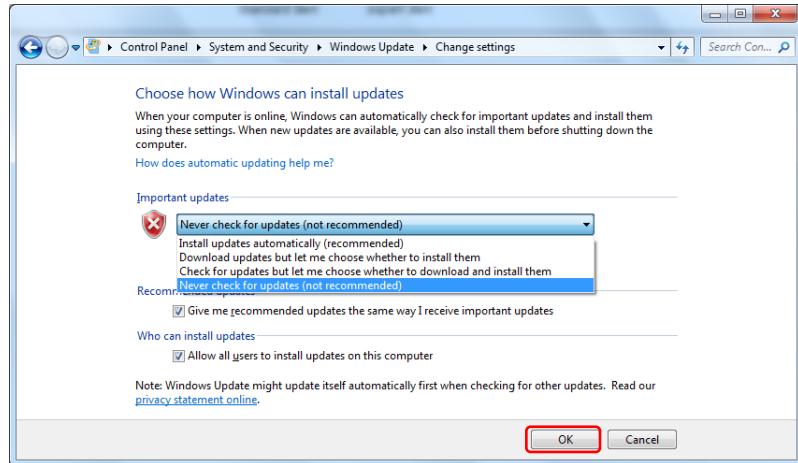 Control Panel ▸ System and Security ▸ Windows Update ▸ Change settings
Search Con...
Choose how Windows can install updates
When your computer is online, Windows can automatically check for important updates and install them
using these settings. When new updates are available, you can also install them before shutting down the
computer.
How does automatic updating help me?
Important updates
Never check for updates (not recommended)
Install updates automatically (recommended)
Download updates but let me choose whether to install them
Check for updates but let me choose whether to download and install them
Never check for updates (not recommended)
Recommended updates
Give me recommended updates the same way I receive important updates
Who can install updates
Allow all users to install updates on this computer
Note: Windows Update might update itself automatically first when checking for other updates. Read our
privacy statement online.
OK
Cancel